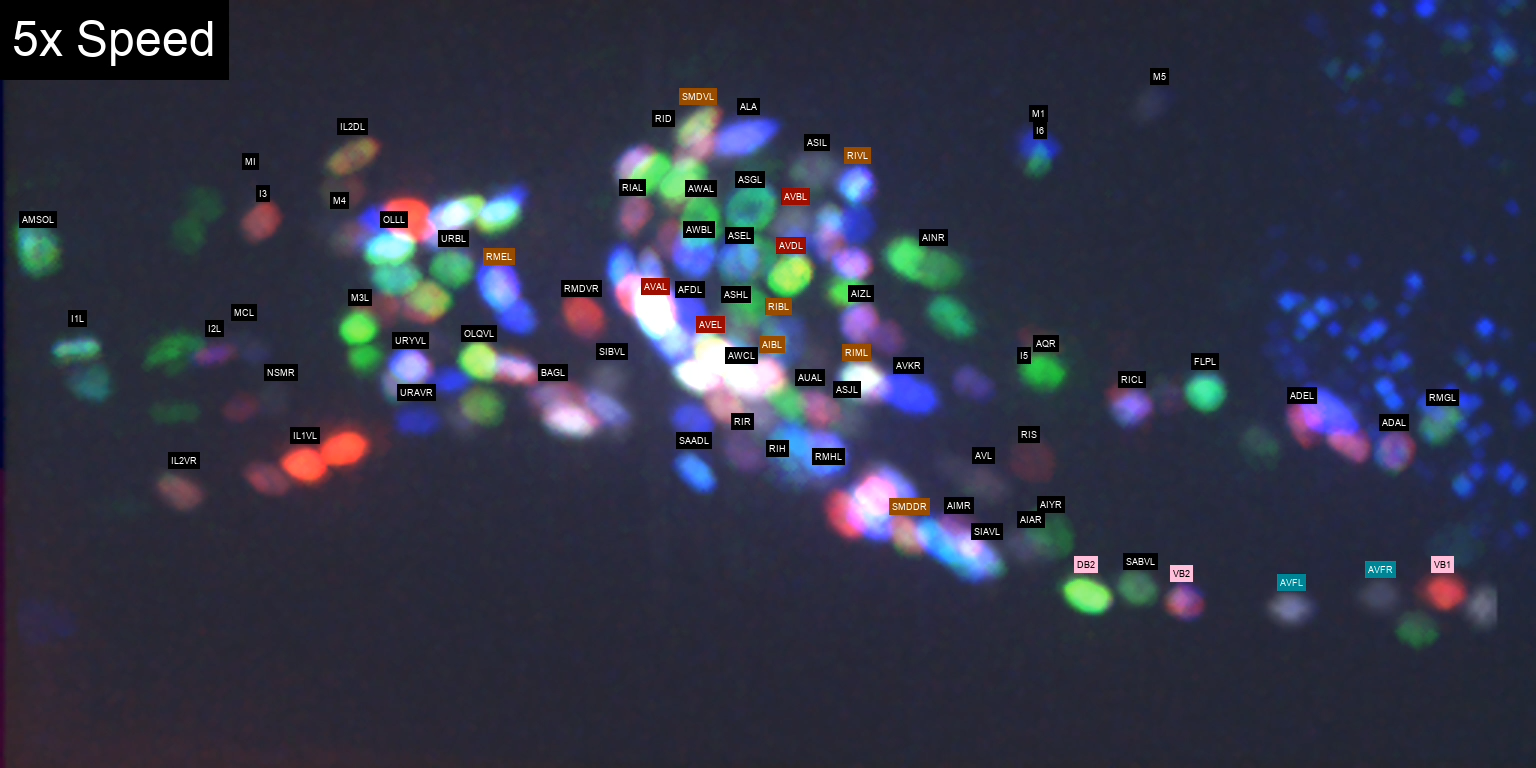 5x Speed
M5
SMDVL
ALA
RID
M1
I6
IL2DL
ASIL
RIVL
MI
RIAL
AWAL
ASGL
AVBL
I3
M4
AMSOL
OLLL
URBL
AWBL
ASEL
AVDL
AINR
RMEL
RMDVR
AVAL
AFDL
ASHL
AIZL
M3L
RIBL
I1L
I2L
MCL
AVEL
URYVL
OLQVL
SIBVL
AIBL
AWCL
RIML
AQR
I5
NSMR
BAGL
AUAL
AVKR
FLPL
URAVR
ASJL
RICL
ADEL
RMGL
IL1VL
SAADL
RIR
RIH
RMHL
RIS
AVL
ADAL
IL2VR
SMDDR
AIMR
AIYR
AIAR
SIAVL
DB2
SABVL
VB2
AVFL
AVFR
VB1